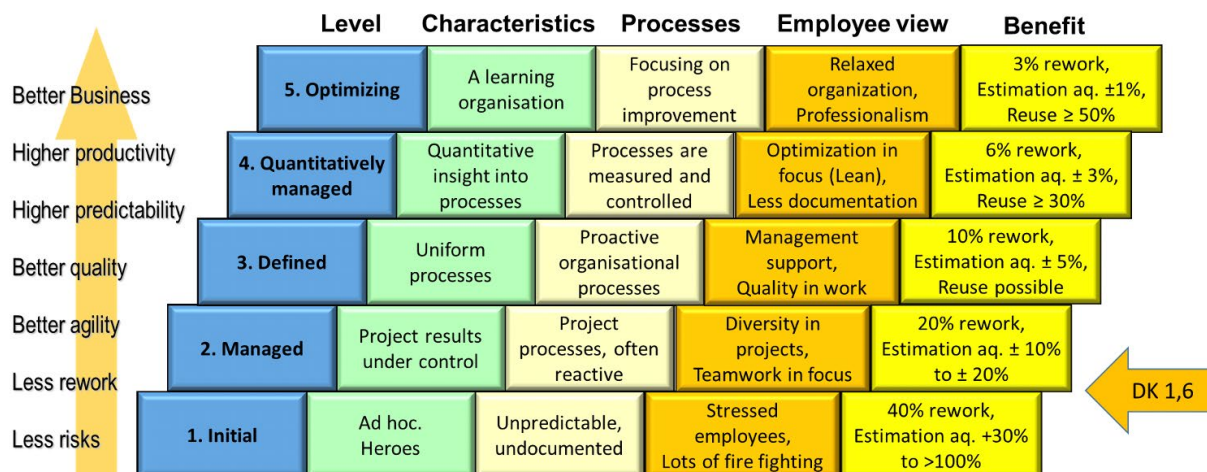 Level Characteristics Processes Employee view Benefit
Better Business
Higher productivity
Higher predictability
Better quality
Better agility
Less rework
Less risks
5. Optimizing
A learning
organisation
Focusing on
process
improvement
Relaxed
organization,
Professionalism
3% rework,
Estimation aq. ±1%,
Reuse ≥ 50%
4. Quantitatively
managed
Quantitative
insight into
processes
Processes are
measured and
controlled
Optimization in
focus (Lean),
Less documentation
6% rework,
Estimation aq. ± 3%,
Reuse ≥ 30%
3. Defined
Uniform
processes
Proactive
organisational
processes
Management
support,
Quality in work
10% rework,
Estimation aq. ± 5%,
Reuse possible
2. Managed
Project results
under control
Project
processes, often
reactive
Diversity in
projects,
Teamwork in focus
20% rework,
Estimation aq. ± 10%
to ± 20%
1. Initial
Ad hoc.
Heroes
Unpredictable,
undocumented
Stressed
employees,
Lots of fire fighting
40% rework,
Estimation aq. +30%
to >100%
DK 1,6